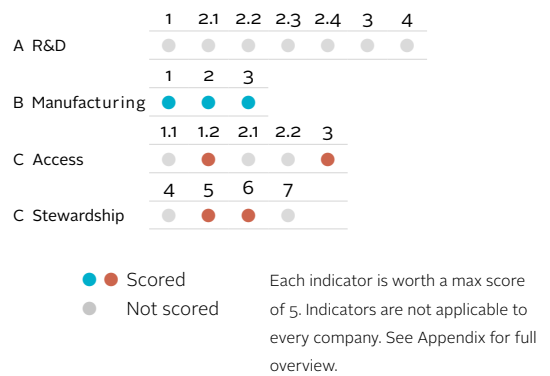 1 2.1 2.2 2.3 2.4 3 4
A R&D
1 2 3
B Manufacturing
1.1 1.2 2.1 2.2 3
C Access
4 5 6 7
C Stewardship
Scored
Not scored
Each indicator is worth a max score
of 5. Indicators are not applicable to
every company. See Appendix for full
overview.